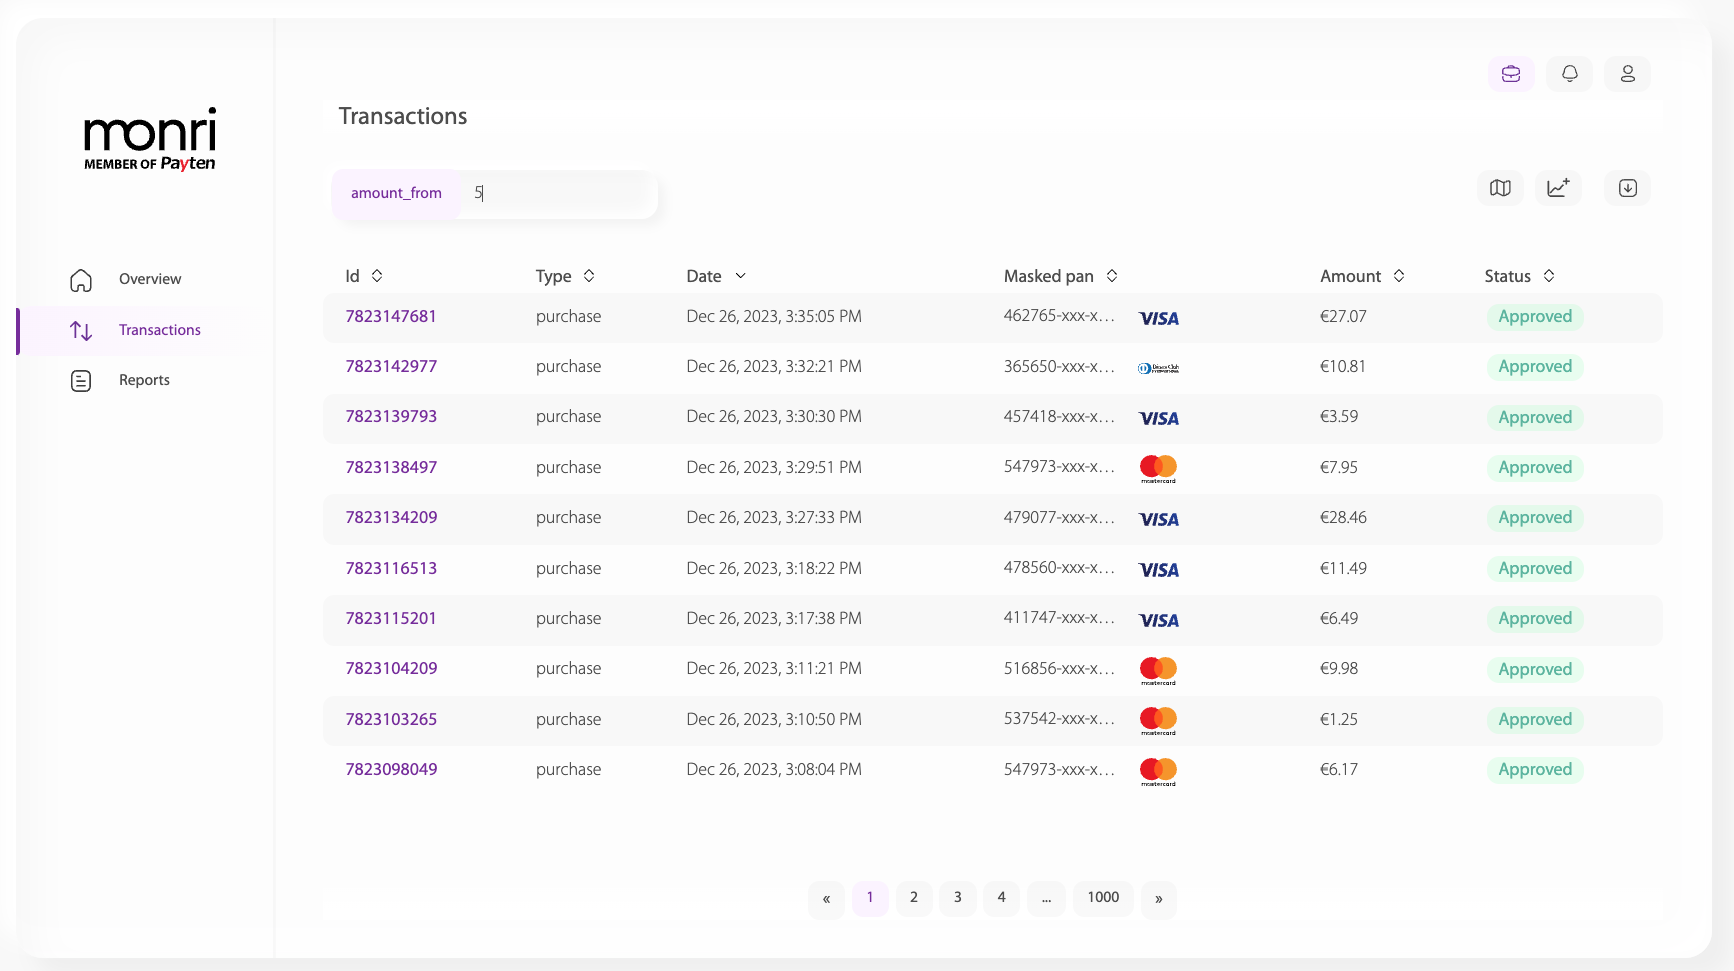 monri
MEMBER OF Payten
Transactions
amount_from 5
Overview
Transactions
Reports
Id Type Date Masked pan Amount Status
7823147681 purchase Dec 26, 2023, 3:35:05 PM 462765-xxx-x... VISA €27.07 Approved
7823142977 purchase Dec 26, 2023, 3:32:21 PM 365650-xxx-x... Diners Club €10.81 Approved
7823139793 purchase Dec 26, 2023, 3:30:30 PM 457418-xxx-x... VISA €3.59 Approved
7823138497 purchase Dec 26, 2023, 3:29:51 PM 547973-xxx-x... mastercard €7.95 Approved
7823134209 purchase Dec 26, 2023, 3:27:33 PM 479077-xxx-x... VISA €28.46 Approved
7823116513 purchase Dec 26, 2023, 3:18:22 PM 478560-xxx-x... VISA €11.49 Approved
7823115201 purchase Dec 26, 2023, 3:17:38 PM 411747-xxx-x... VISA €6.49 Approved
7823104209 purchase Dec 26, 2023, 3:11:21 PM 516856-xxx-x... mastercard €9.98 Approved
7823103265 purchase Dec 26, 2023, 3:10:50 PM 537542-xxx-x... mastercard €1.25 Approved
7823098049 purchase Dec 26, 2023, 3:08:04 PM 547973-xxx-x... mastercard €6.17 Approved
« 1 2 3 4 ... 1000 »